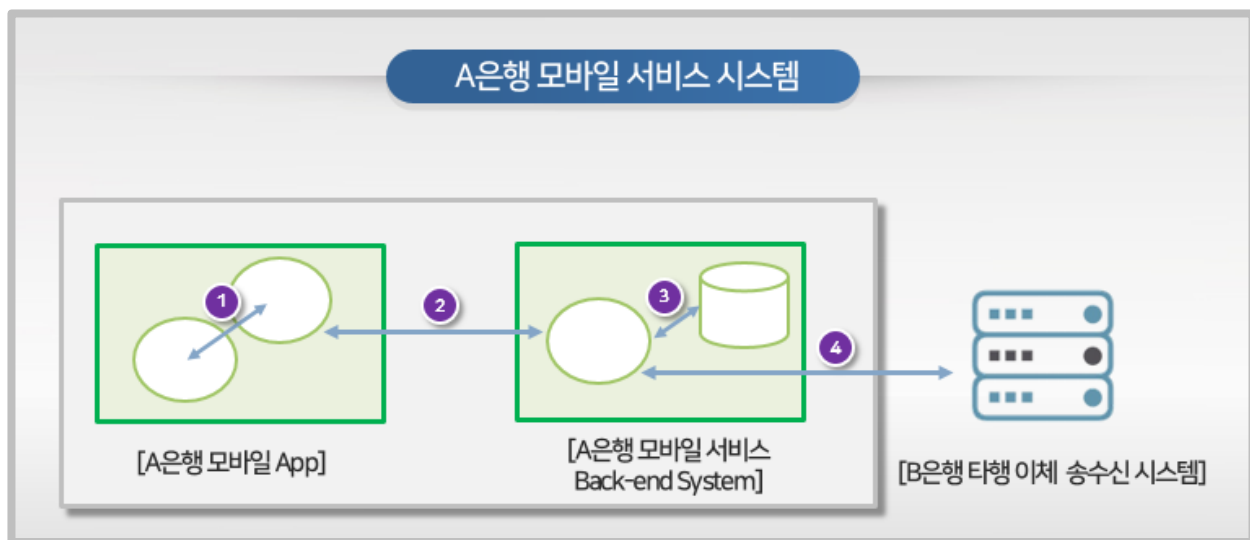 A은행 모바일 서비스 시스템
1
2
3
4
[A은행 모바일 App]
[A은행 모바일 서비스
Back-end System]
[B은행 타행 이체 송수신 시스템]